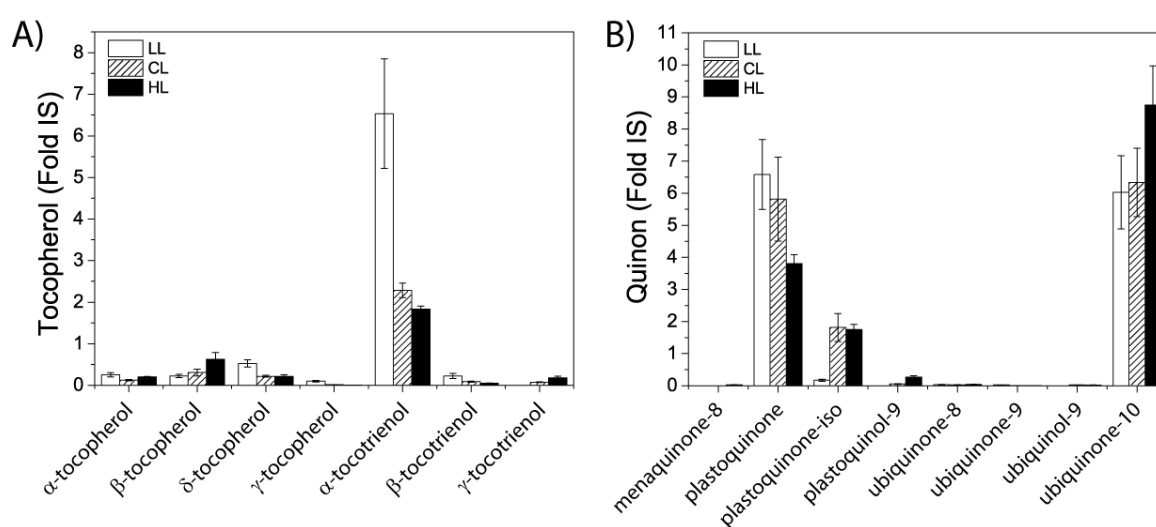 A)
Tocopherol (Fold IS)
8
7
6
5
4
3
2
1
0
LL
CL
HL
α-tocopherol
β-tocopherol
δ-tocopherol
γ-tocopherol
α-tocotrienol
β-tocotrienol
γ-tocotrienol
B)
Quinon (Fold IS)
11
10
9
8
7
6
5
4
3
2
1
0
LL
CL
HL
menaquinone-8
plastoquinone
plastoquinone-iso
plastoquinol-9
ubiquinone-8
ubiquinone-9
ubiquinol-9
ubiquinone-10